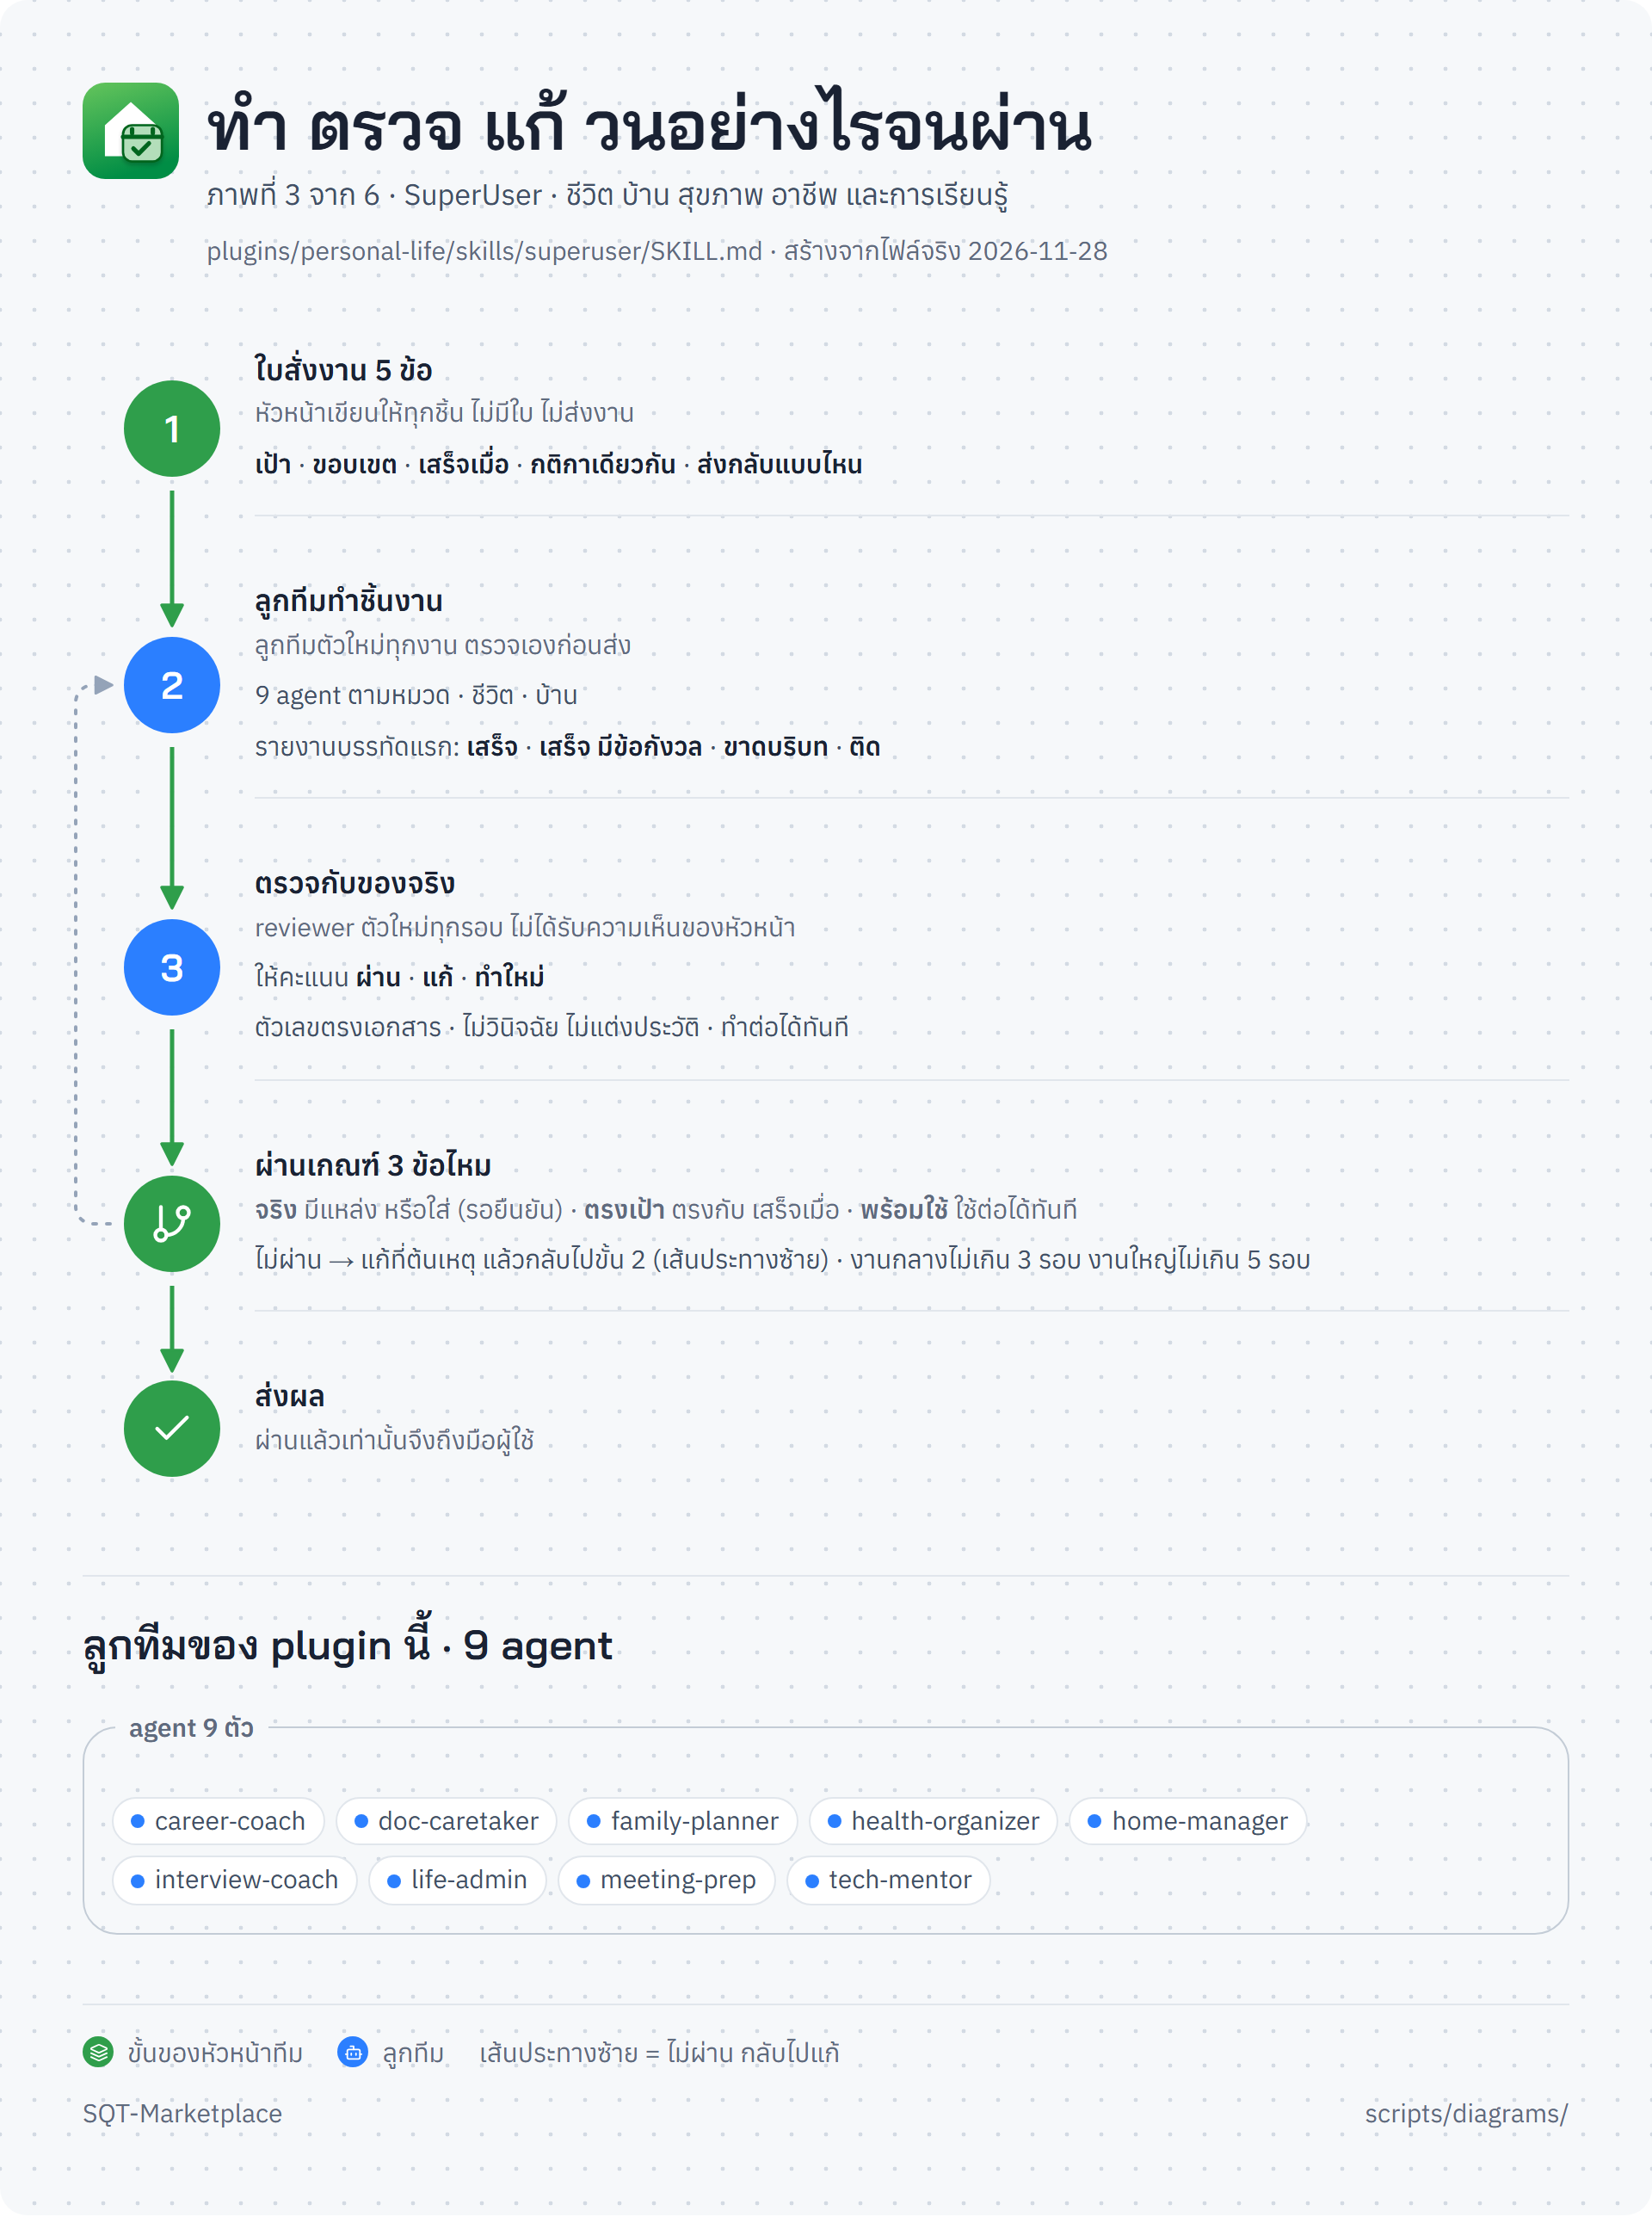 ทำ ตรวจ แก้ วนอย่างไรจนผ่าน
ภาพที่ 3 จาก 6 · SuperUser · ชีวิต บ้าน สุขภาพ อาชีพ และการเรียนรู้
plugins/personal-life/skills/superuser/SKILL.md · สร้างจากไฟล์จริง 2026-11-28
1
ใบสั่งงาน 5 ข้อ
หัวหน้าเขียนให้ทุกชิ้น ไม่มีใบ ไม่ส่งงาน
เป้า · ขอบเขต · เสร็จเมื่อ · กติกาเดียวกัน · ส่งกลับแบบไหน
2
ลูกทีมทำชิ้นงาน
ลูกทีมตัวใหม่ทุกงาน ตรวจเองก่อนส่ง
9 agent ตามหมวด · ชีวิต · บ้าน
รายงานบรรทัดแรก: เสร็จ · เสร็จ มีข้อกังวล · ขาดบริบท · ติด
3
ตรวจกับของจริง
reviewer ตัวใหม่ทุกรอบ ไม่ได้รับความเห็นของหัวหน้า
ให้คะแนน ผ่าน · แก้ · ทำใหม่
ตัวเลขตรงเอกสาร · ไม่วินิจฉัย ไม่แต่งประวัติ · ทำต่อได้ทันที
ผ่านเกณฑ์ 3 ข้อไหม
จริง มีแหล่ง หรือใส่ (รอยืนยัน) · ตรงเป้า ตรงกับ เสร็จเมื่อ · พร้อมใช้ ใช้ต่อได้ทันที
ไม่ผ่าน → แก้ที่ต้นเหตุ แล้วกลับไปขั้น 2 (เส้นประทางซ้าย) · งานกลางไม่เกิน 3 รอบ งานใหญ่ไม่เกิน 5 รอบ
ส่งผล
ผ่านแล้วเท่านั้นจึงถึงมือผู้ใช้
ลูกทีมของ plugin นี้ · 9 agent
agent 9 ตัว
career-coach doc-caretaker family-planner health-organizer home-manager
interview-coach life-admin meeting-prep tech-mentor
ขั้นของหัวหน้าทีม ลูกทีม เส้นประทางซ้าย = ไม่ผ่าน กลับไปแก้
SQT-Marketplace scripts/diagrams/